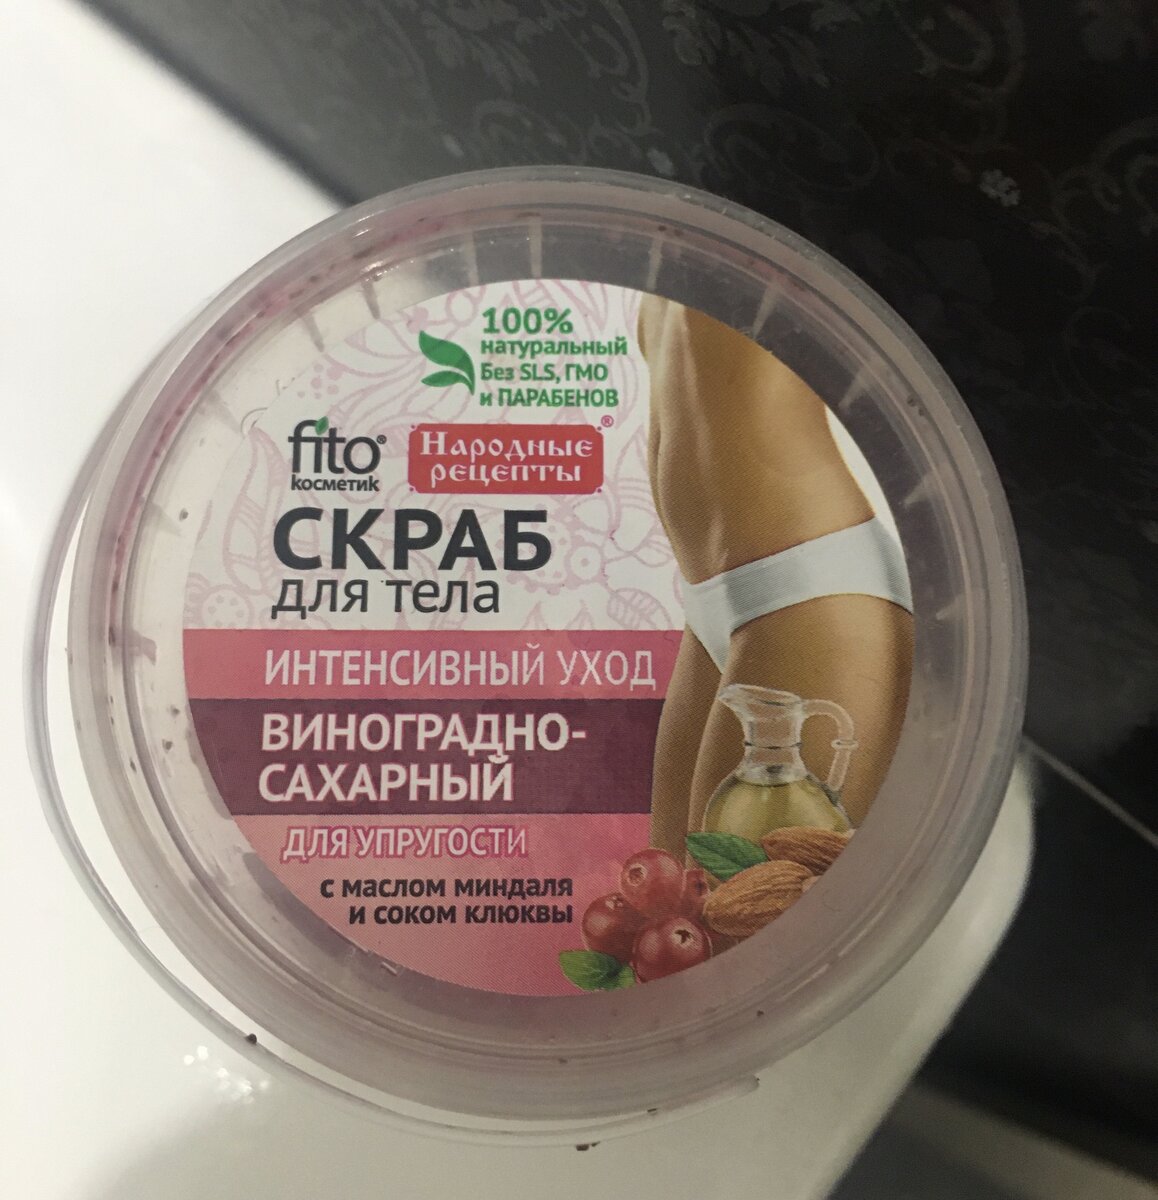 100%
натуральный
Без SLS, ГМО
и ПАРАБЕНОВ
fito®
косметик
Народные
рецепты®
СКРАБ
для тела
ИНТЕНСИВНЫЙ УХОД
ВИНОГРАДНО-
САХАРНЫЙ
ДЛЯ УПРУГОСТИ
с маслом миндаля
и соком клюквы